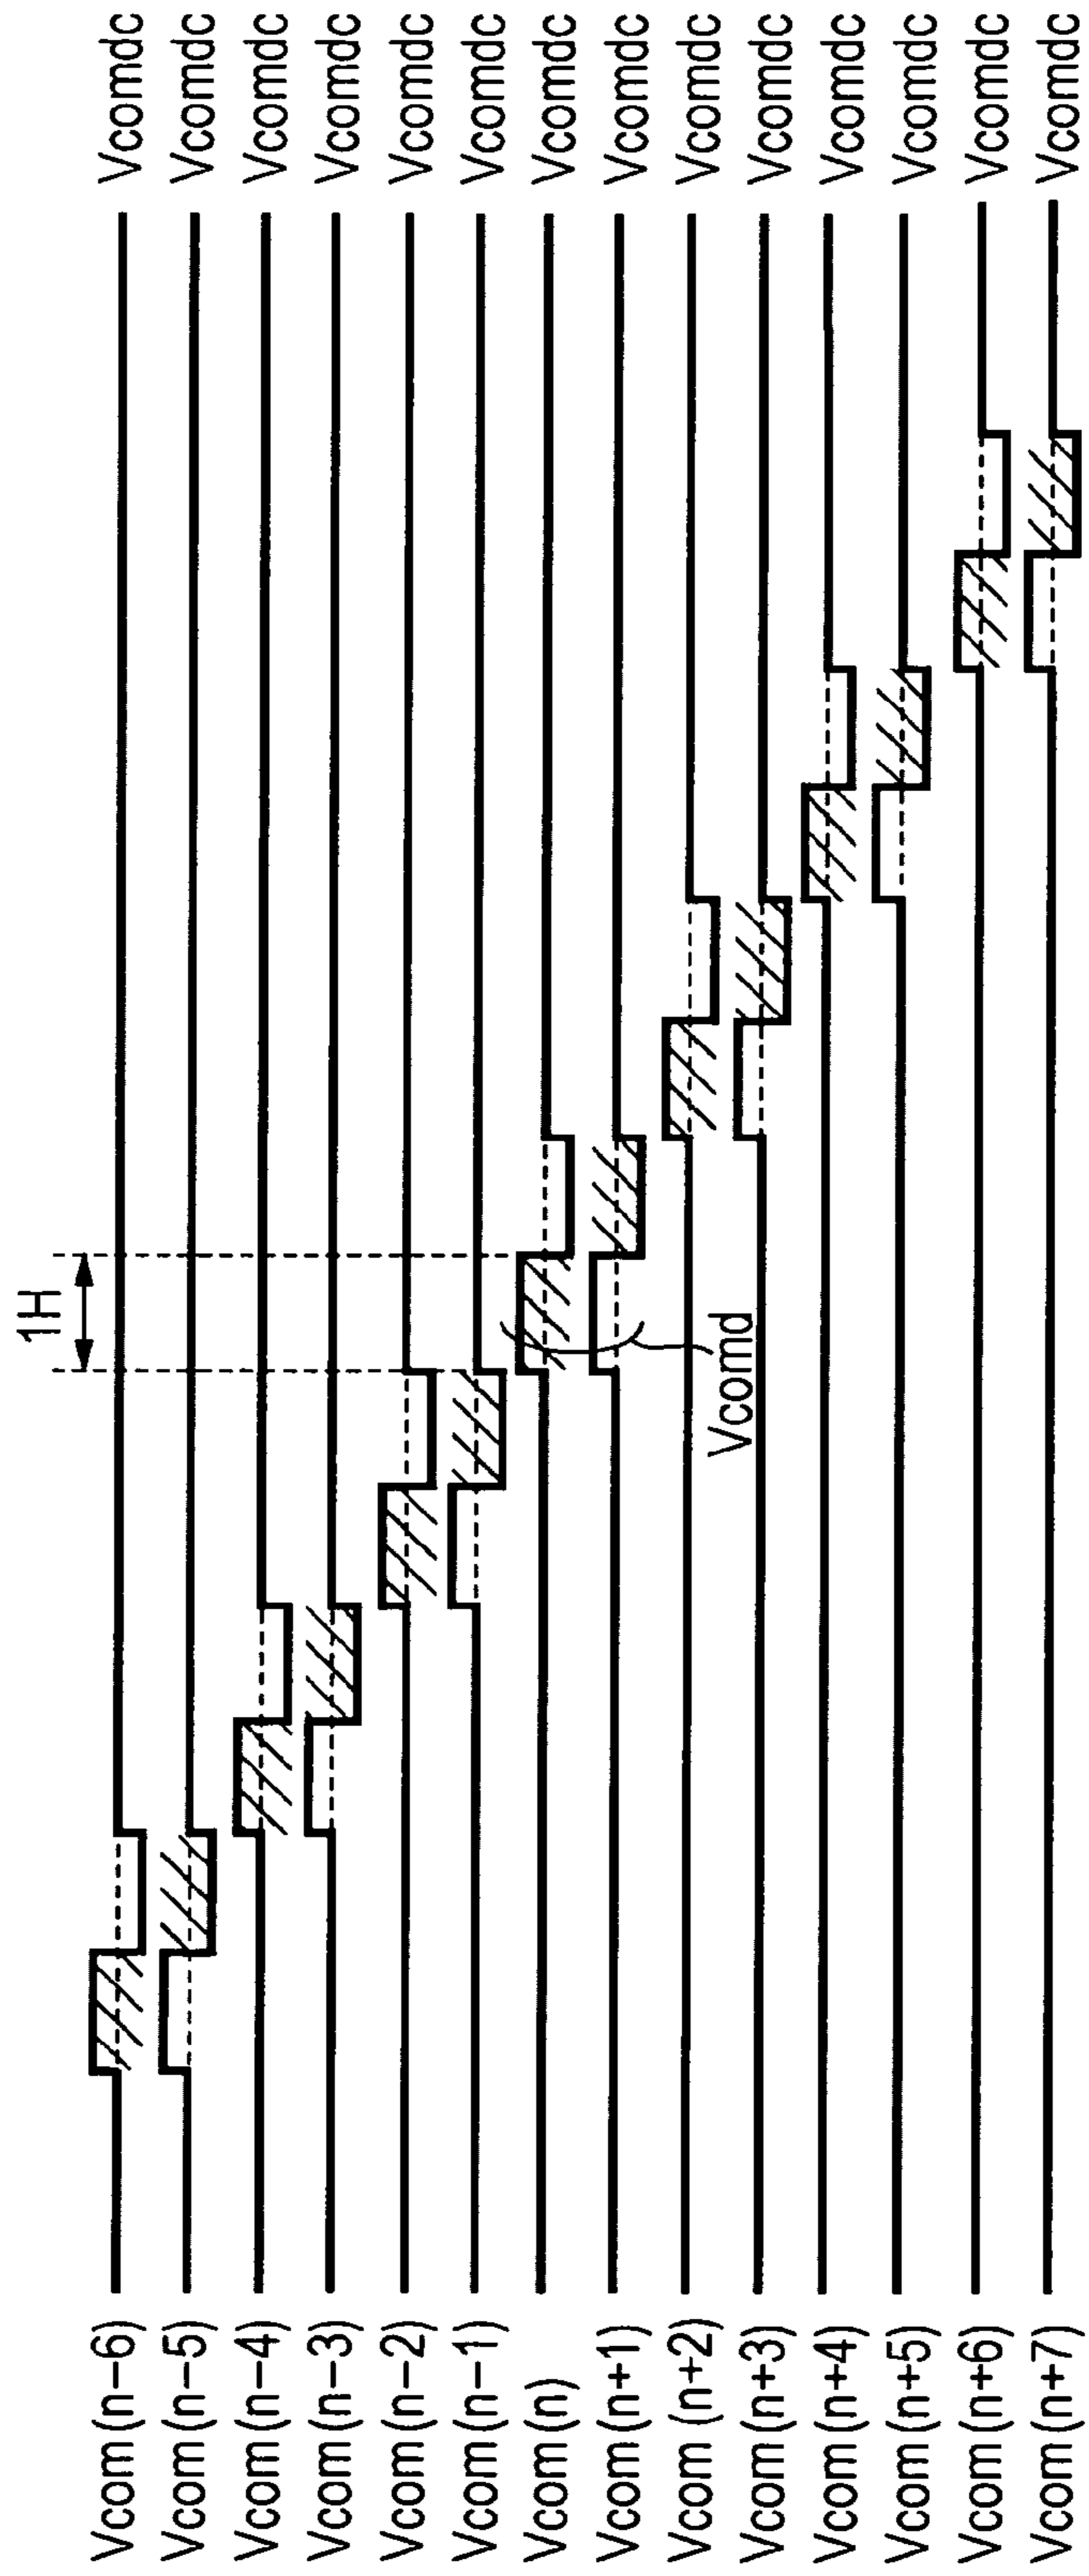 1H
Vcom (n-6) Vcomdc
Vcom (n-5) Vcomdc
Vcom (n-4) Vcomdc
Vcom (n-3) Vcomdc
Vcom (n-2) Vcomdc
Vcom (n-1) Vcomdc
Vcom (n) Vcomdc
Vcom (n+1) Vcomdc
Vcomd
Vcom (n+2) Vcomdc
Vcom (n+3) Vcomdc
Vcom (n+4) Vcomdc
Vcom (n+5) Vcomdc
Vcom (n+6) Vcomdc
Vcom (n+7) Vcomdc